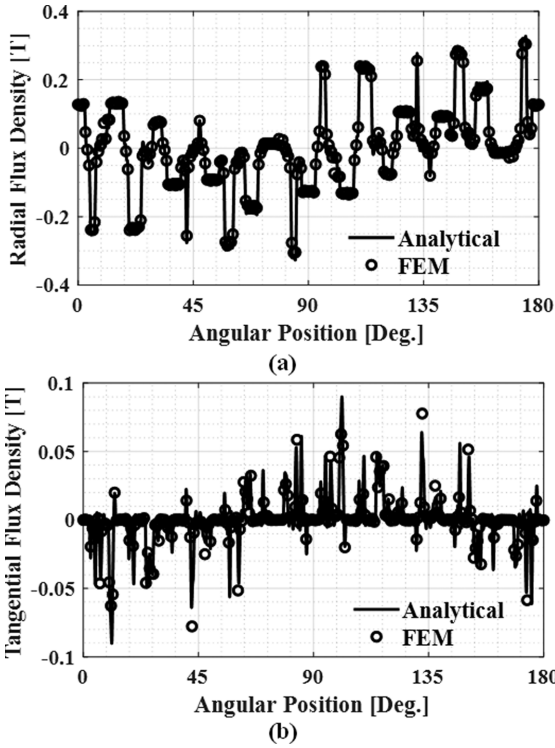 0.4
0.2
0
-0.2
-0.4
Radial Flux Density [T]
Analytical
FEM
0 45 90 135 180
Angular Position [Deg.]
(a)
0.1
0.05
0
-0.05
-0.1
Tangential Flux Density [T]
Analytical
FEM
0 45 90 135 180
Angular Position [Deg.]
(b)